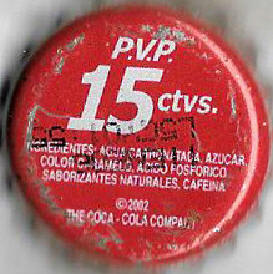 P.V.P.
15 ctvs.
INGREDIENTES: AGUA CARBONATADA, AZUCAR,
COLOR CARAMELO, ACIDO FOSFORICO
SABORIZANTES NATURALES, CAFEINA.
©2002
THE COCA - COLA COMPANY